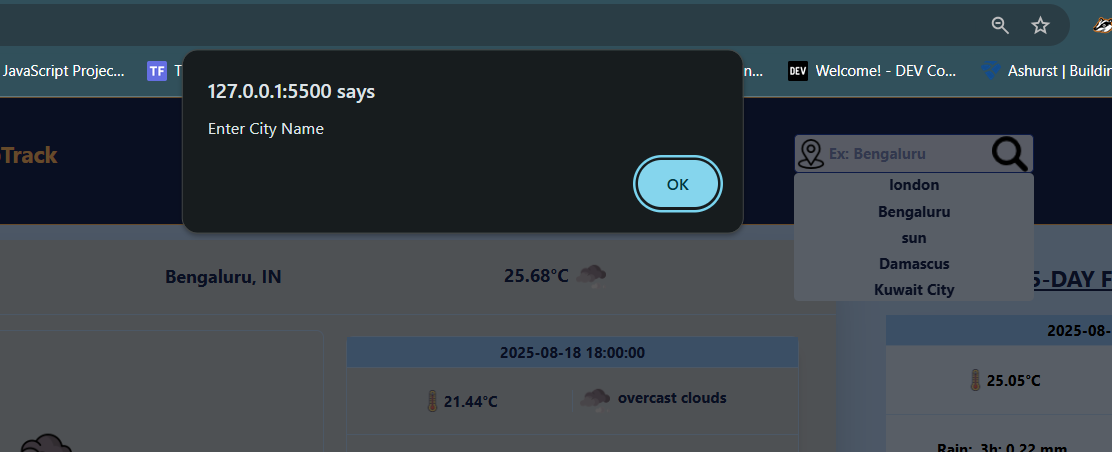 JavaScript Projec...
TF T
n...
DEV Welcome! - DEV Co...
Ashurst | Buildin
127.0.0.1:5500 says
Enter City Name
OK
Track
Ex: Bengaluru
london
Bengaluru
sun
Damascus
Kuwait City
Bengaluru, IN
25.68°C
5-DAY F
2025-08-18 18:00:00
21.44°C
overcast clouds
2025-08-
25.05°C
Rain: 3h: 0.22 mm